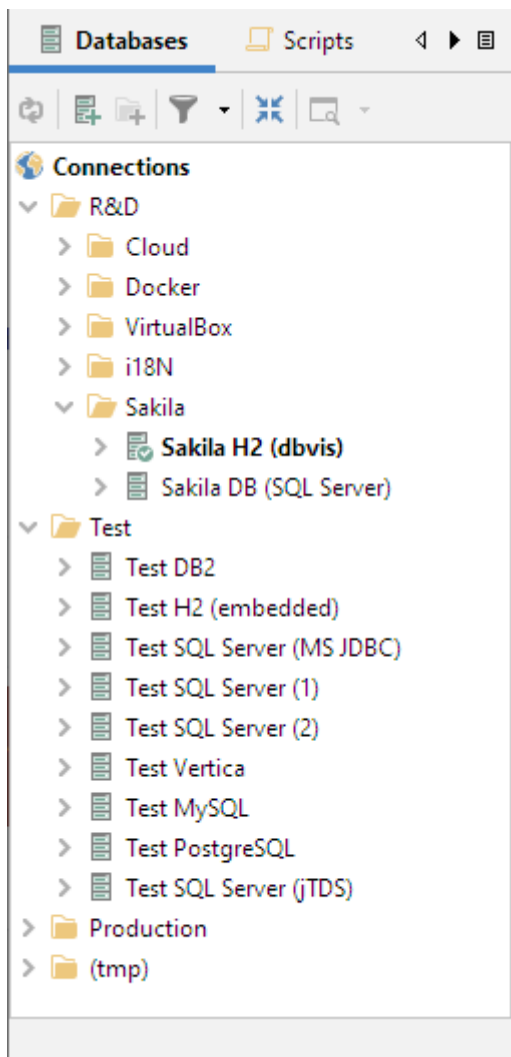 Databases Scripts
Connections
R&D
Cloud
Docker
VirtualBox
i18N
Sakila
Sakila H2 (dbvis)
Sakila DB (SQL Server)
Test
Test DB2
Test H2 (embedded)
Test SQL Server (MS JDBC)
Test SQL Server (1)
Test SQL Server (2)
Test Vertica
Test MySQL
Test PostgreSQL
Test SQL Server (jTDS)
Production
(tmp)